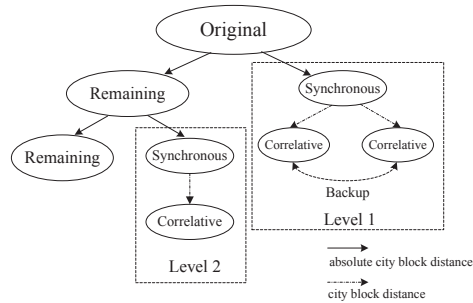 Original
Remaining
Synchronous
Remaining
Synchronous
Correlative
Correlative
Backup
Correlative
Level 1
Level 2
absolute city block distance
city block distance